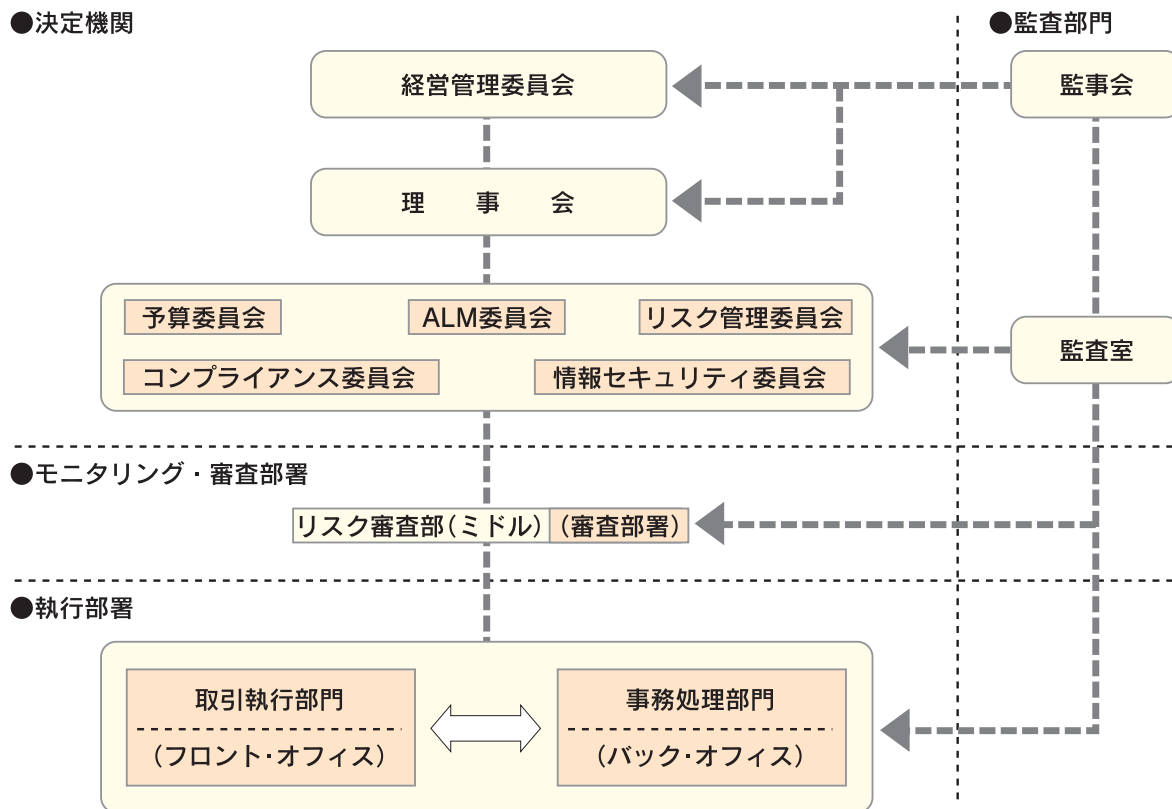 ●決定機関
●監査部門
経営管理委員会
監事会
理　事　会
予算委員会
ALM委員会
リスク管理委員会
監査室
コンプライアンス委員会
情報セキュリティ委員会
●モニタリング・審査部署
リスク審査部(ミドル)(審査部署)
●執行部署
取引執行部門
事務処理部門
(フロント・オフィス)
(バック・オフィス)